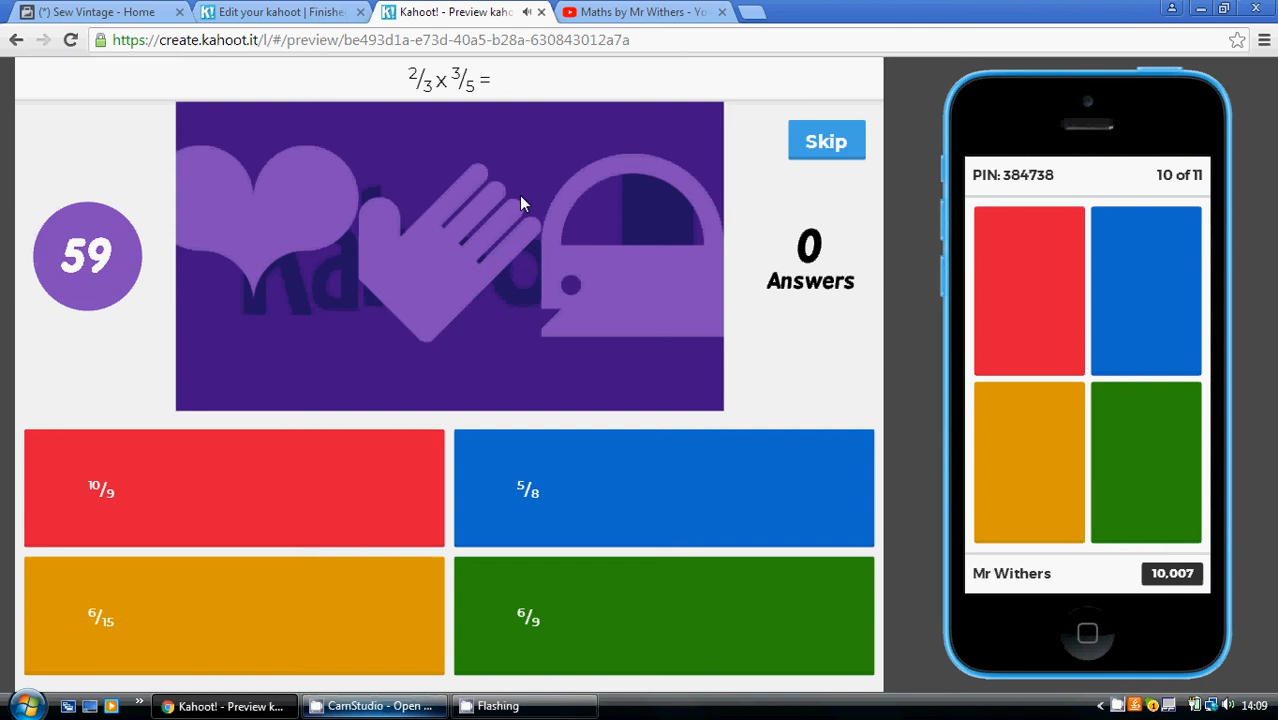 (*) Sew Vintage - Home
Edit your kahoot | Finishe
Kahoot! - Preview kaho
Maths by Mr Withers - Yo
https://create.kahoot.it/l/#/preview/be493d1a-e73d-40a5-b28a-630843012a7a
2/3 x 3/5 =
Skip
59
0
Answers
10/9
5/8
6/15
6/9
PIN: 384738
10 of 11
Mr Withers
10,007
Kahoot! - Preview k...
CamStudio - Open ...
Flashing
14:09